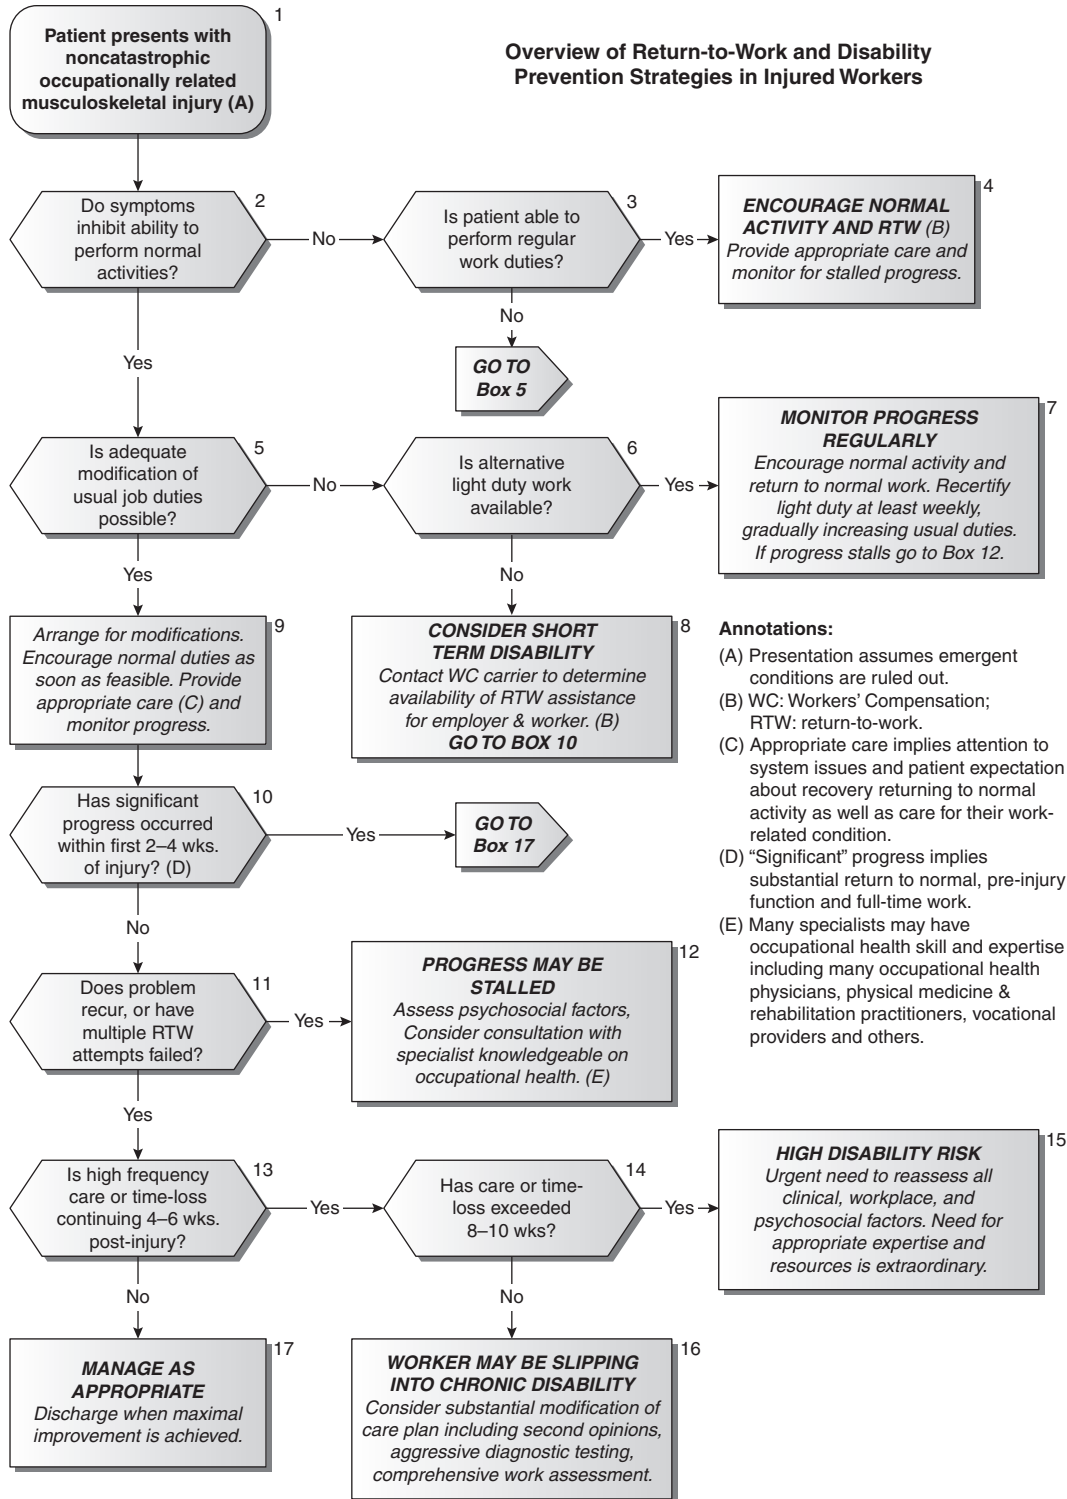 1
Patient presents with
noncatastrophic
occupationally related
musculoskeletal injury (A)
Overview of Return-to-Work and Disability
Prevention Strategies in Injured Workers
2
Do symptoms
inhibit ability to
perform normal
activities?
No
3
Is patient able to
perform regular
work duties?
Yes
4
ENCOURAGE NORMAL
ACTIVITY AND RTW (B)
Provide appropriate care and
monitor for stalled progress.
No
GO TO
Box 5
Yes
5
Is adequate
modification of
usual job duties
possible?
No
6
Is alternative
light duty work
available?
Yes
7
MONITOR PROGRESS
REGULARLY
Encourage normal activity and
return to normal work. Recertify
light duty at least weekly,
gradually increasing usual duties.
If progress stalls go to Box 12.
Yes
No
9
Arrange for modifications.
Encourage normal duties as
soon as feasible. Provide
appropriate care (C) and
monitor progress.
8
CONSIDER SHORT
TERM DISABILITY
Contact WC carrier to determine
availability of RTW assistance
for employer & worker. (B)
GO TO BOX 10
Annotations:
(A) Presentation assumes emergent
conditions are ruled out.
(B) WC: Workers’ Compensation;
RTW: return-to-work.
(C) Appropriate care implies attention to
system issues and patient expectation
about recovery returning to normal
activity as well as care for their work-
related condition.
(D) “Significant” progress implies
substantial return to normal, pre-injury
function and full-time work.
(E) Many specialists may have
occupational health skill and expertise
including many occupational health
physicians, physical medicine &
rehabilitation practitioners, vocational
providers and others.
10
Has significant
progress occurred
within first 2–4 wks.
of injury? (D)
Yes
GO TO
Box 17
No
11
Does problem
recur, or have
multiple RTW
attempts failed?
Yes
12
PROGRESS MAY BE
STALLED
Assess psychosocial factors,
Consider consultation with
specialist knowledgeable on
occupational health. (E)
Yes
13
Is high frequency
care or time-loss
continuing 4–6 wks.
post-injury?
Yes
14
Has care or time-
loss exceeded
8–10 wks?
Yes
15
HIGH DISABILITY RISK
Urgent need to reassess all
clinical, workplace, and
psychosocial factors. Need for
appropriate expertise and
resources is extraordinary.
No
No
17
MANAGE AS
APPROPRIATE
Discharge when maximal
improvement is achieved.
16
WORKER MAY BE SLIPPING
INTO CHRONIC DISABILITY
Consider substantial modification of
care plan including second opinions,
aggressive diagnostic testing,
comprehensive work assessment.